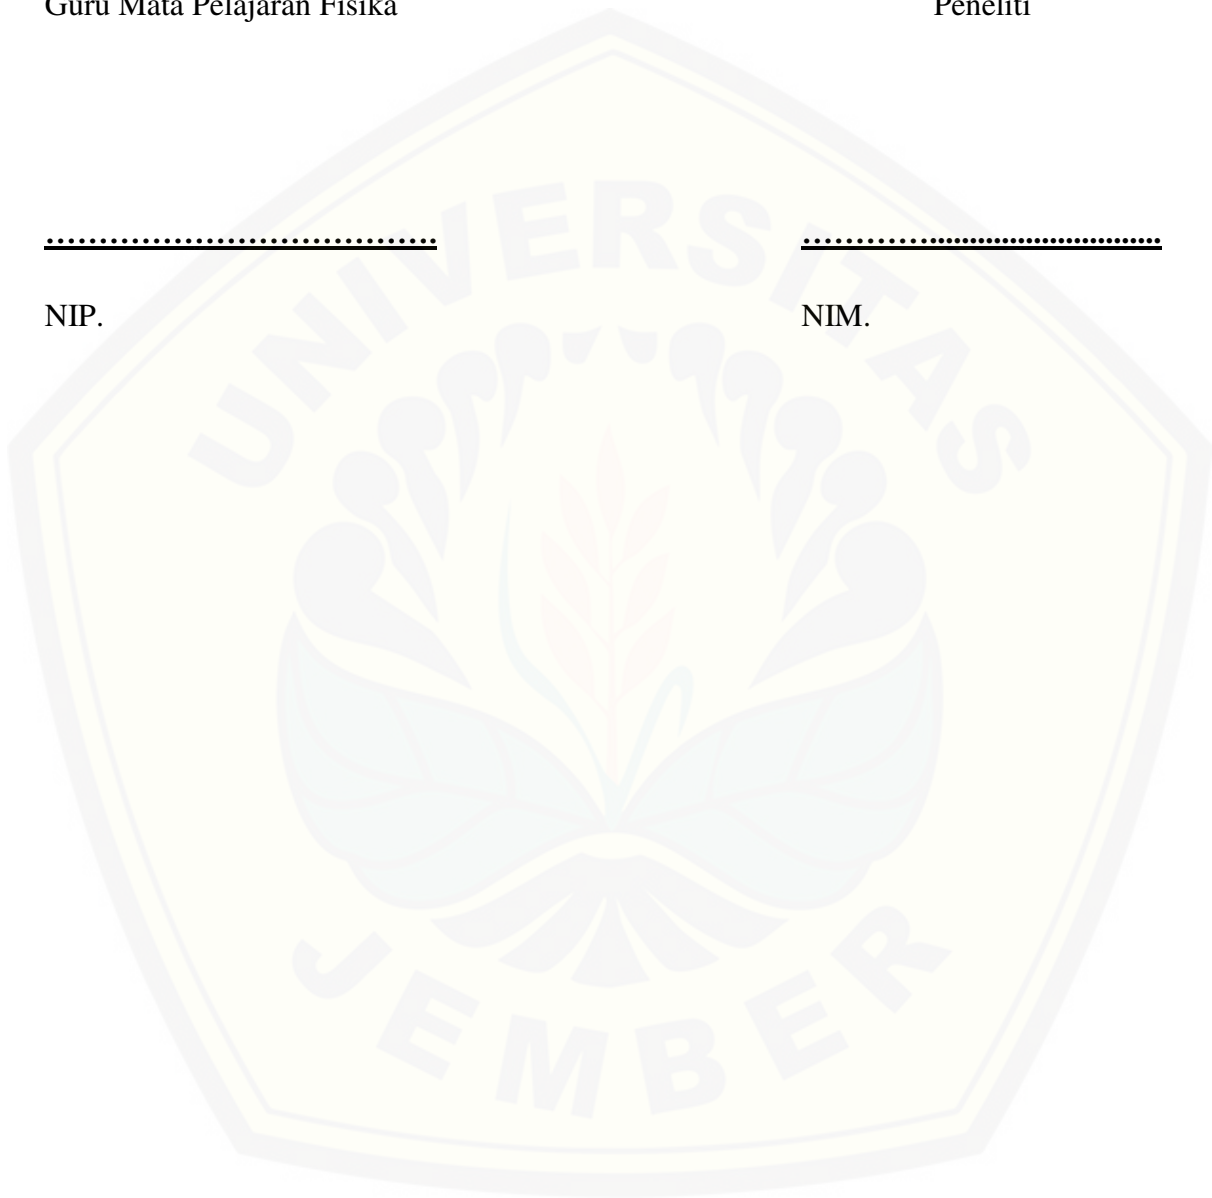 Guru Mata Pelajaran Fisika Peneliti
………………………………. …………..............................
NIP. NIM.
UNIVERSITAS
JEMBER